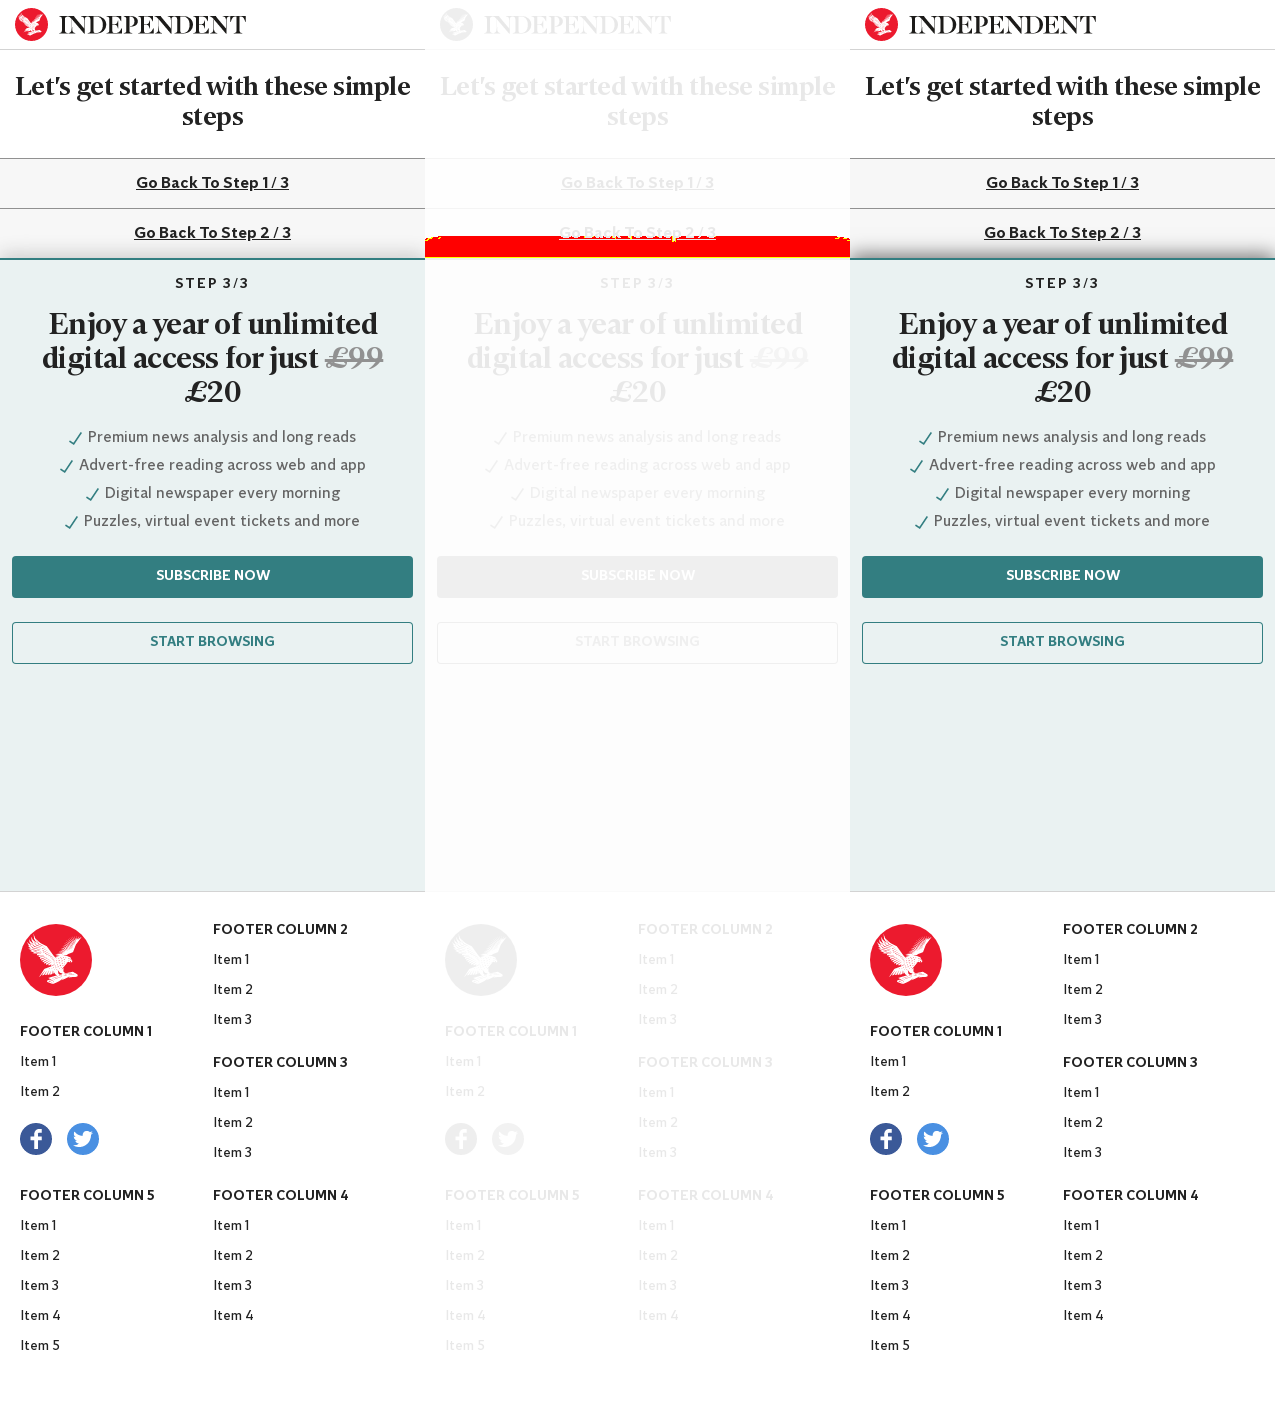 INDEPENDENT
Let's get started with these simple
steps
Go Back To Step 1 / 3
Go Back To Step 2 / 3
STEP 3/3
Enjoy a year of unlimited
digital access for just £99
£20
Premium news analysis and long reads
Advert-free reading across web and app
Digital newspaper every morning
Puzzles, virtual event tickets and more
SUBSCRIBE NOW
START BROWSING
FOOTER COLUMN 1
Item 1
Item 2
FOOTER COLUMN 5
Item 1
Item 2
Item 3
Item 4
Item 5
FOOTER COLUMN 2
Item 1
Item 2
Item 3
FOOTER COLUMN 3
Item 1
Item 2
Item 3
FOOTER COLUMN 4
Item 1
Item 2
Item 3
Item 4
INDEPENDENT
Let's get started with these simple
steps
Go Back To Step 1 / 3
Go Back To Step 2 / 3
STEP 3/3
Enjoy a year of unlimited
digital access for just £99
£20
Premium news analysis and long reads
Advert-free reading across web and app
Digital newspaper every morning
Puzzles, virtual event tickets and more
SUBSCRIBE NOW
START BROWSING
FOOTER COLUMN 1
Item 1
Item 2
FOOTER COLUMN 5
Item 1
Item 2
Item 3
Item 4
Item 5
FOOTER COLUMN 2
Item 1
Item 2
Item 3
FOOTER COLUMN 3
Item 1
Item 2
Item 3
FOOTER COLUMN 4
Item 1
Item 2
Item 3
Item 4
INDEPENDENT
Let's get started with these simple
steps
Go Back To Step 1 / 3
Go Back To Step 2 / 3
STEP 3/3
Enjoy a year of unlimited
digital access for just £99
£20
Premium news analysis and long reads
Advert-free reading across web and app
Digital newspaper every morning
Puzzles, virtual event tickets and more
SUBSCRIBE NOW
START BROWSING
FOOTER COLUMN 1
Item 1
Item 2
FOOTER COLUMN 5
Item 1
Item 2
Item 3
Item 4
Item 5
FOOTER COLUMN 2
Item 1
Item 2
Item 3
FOOTER COLUMN 3
Item 1
Item 2
Item 3
FOOTER COLUMN 4
Item 1
Item 2
Item 3
Item 4